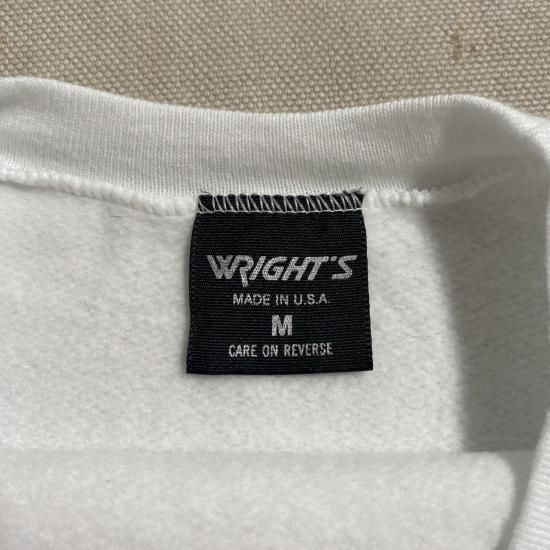 WRIGHT'S
MADE IN U.S.A.
M
CARE ON REVERSE